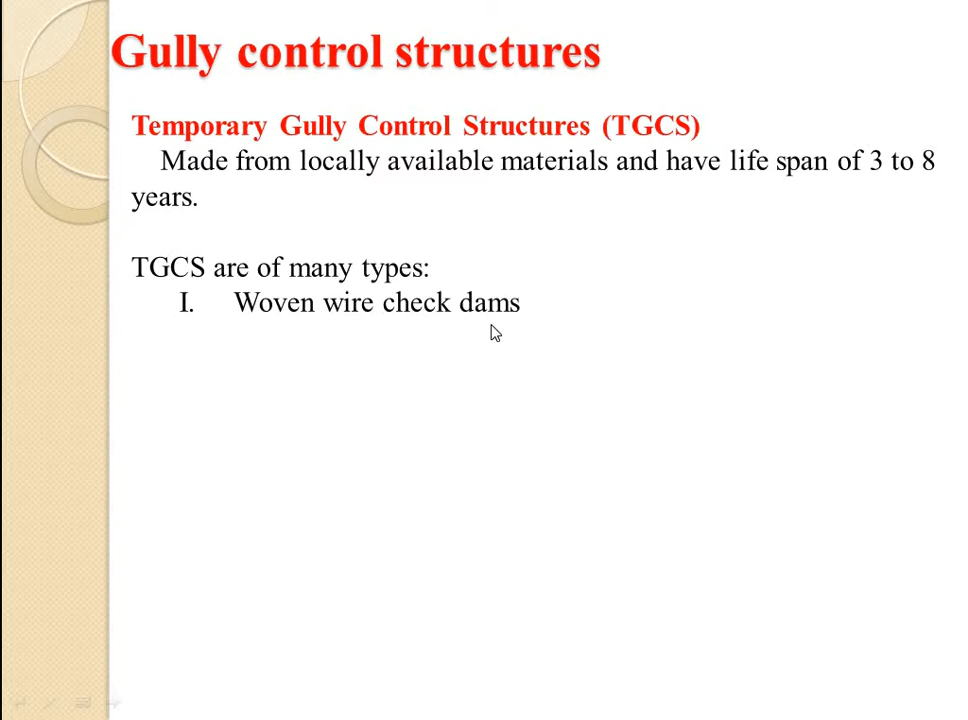 Gully control structures
Temporary Gully Control Structures (TGCS)
Made from locally available materials and have life span of 3 to 8
years.
TGCS are of many types:
I. Woven wire check dams